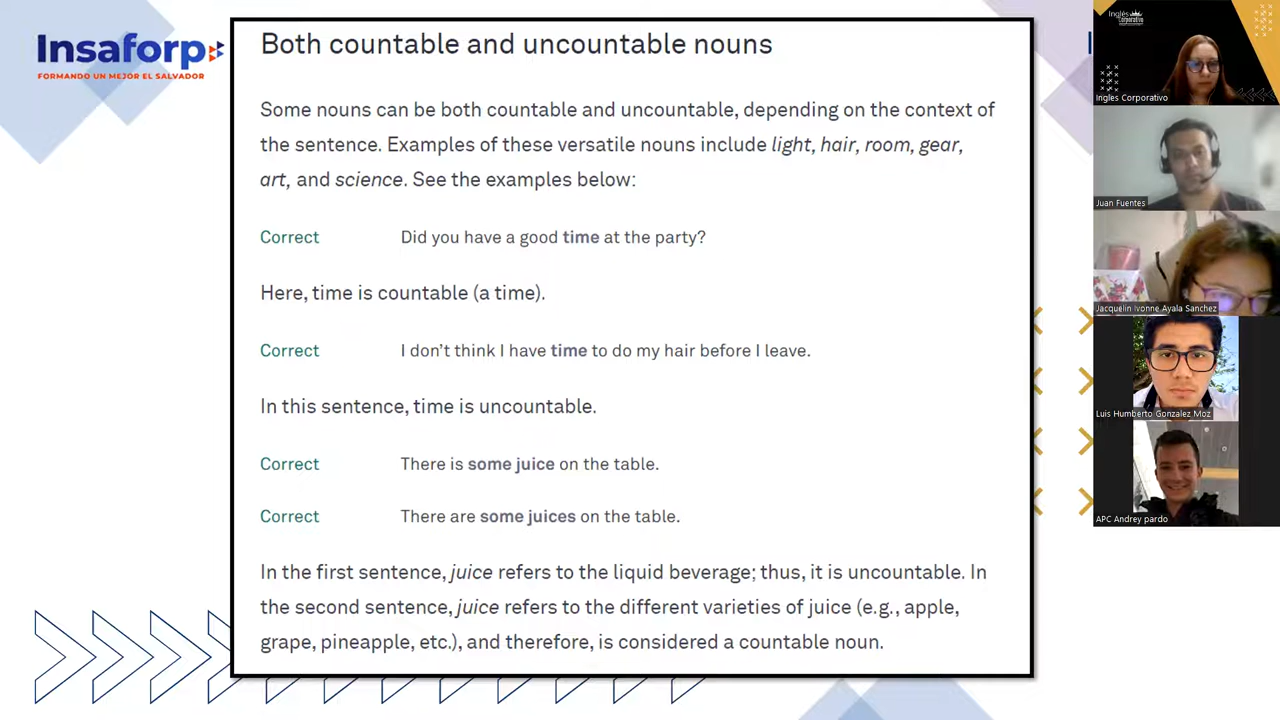 Insaforp
FORMANDO UN MEJOR EL SALVADOR
Both countable and uncountable nouns
Some nouns can be both countable and uncountable, depending on the context of
the sentence. Examples of these versatile nouns include light, hair, room, gear,
art, and science. See the examples below:
Correct Did you have a good time at the party?
Here, time is countable (a time).
Correct I don't think I have time to do my hair before I leave.
In this sentence, time is uncountable.
Correct There is some juice on the table.
Correct There are some juices on the table.
In the first sentence, juice refers to the liquid beverage; thus, it is uncountable. In
the second sentence, juice refers to the different varieties of juice (e.g., apple,
grape, pineapple, etc.), and therefore, is considered a countable noun.
Inglés
Corporativo
Ingles Corporativo
Juan Fuentes
Jacquelin Ivonne Ayala Sanchez
Luis Humberto Gonzalez Moz
APC Andrey pardo